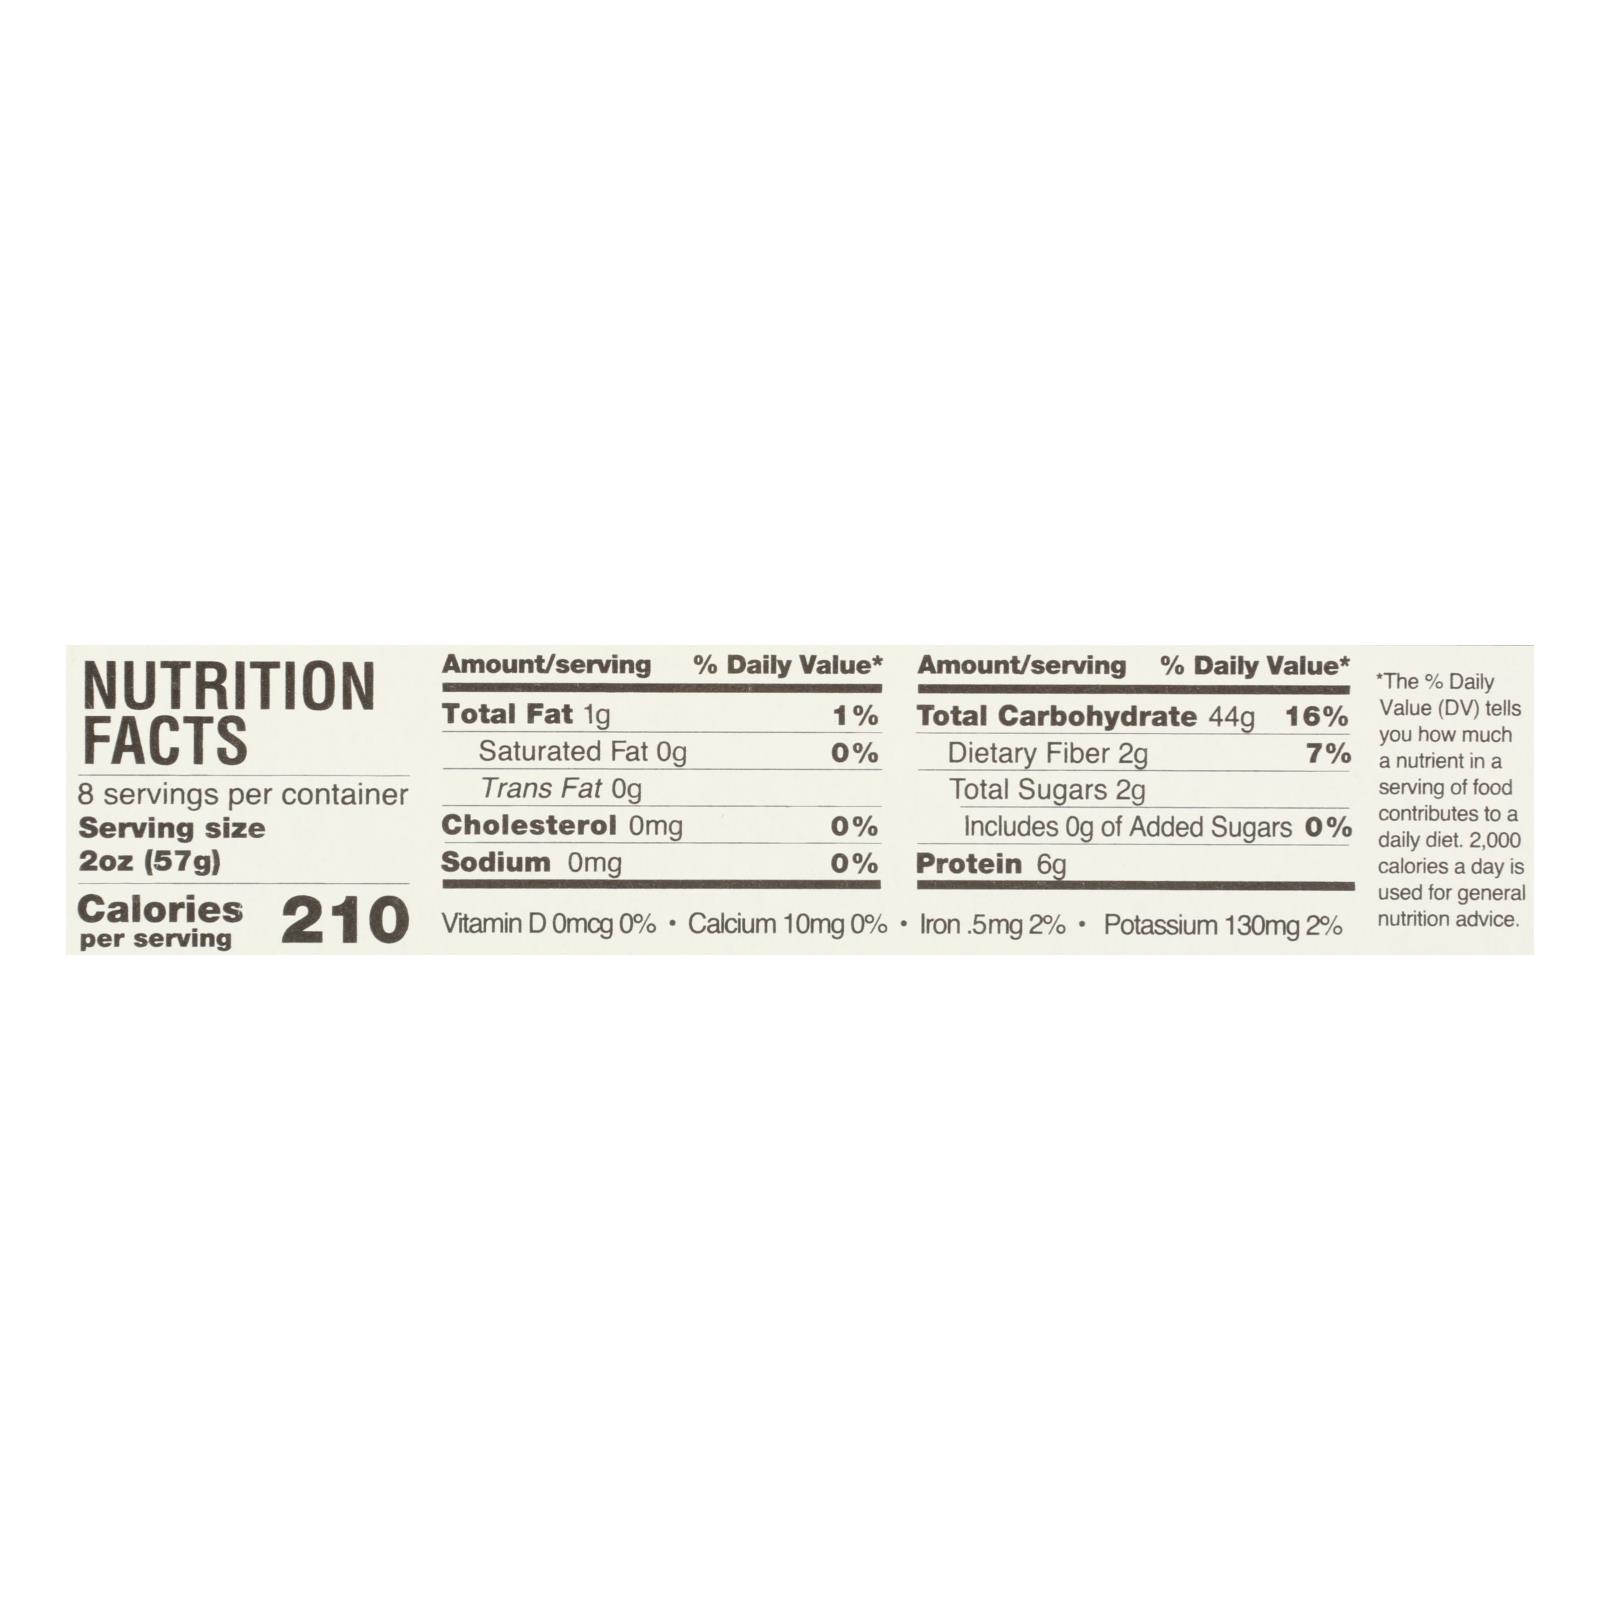 NUTRITION
FACTS
8 servings per container
Serving size
2oz (57g)
Calories
per serving
210
Amount/serving % Daily Value*
Total Fat 1g 1%
Saturated Fat 0g 0%
Trans Fat 0g
Cholesterol 0mg 0%
Sodium 0mg 0%
Amount/serving % Daily Value*
Total Carbohydrate 44g 16%
Dietary Fiber 2g 7%
Total Sugars 2g
Includes 0g of Added Sugars 0%
Protein 6g
Vitamin D 0mcg 0% • Calcium 10mg 0% • Iron .5mg 2% • Potassium 130mg 2%
*The % Daily
Value (DV) tells
you how much
a nutrient in a
serving of food
contributes to a
daily diet. 2,000
calories a day is
used for general
nutrition advice.